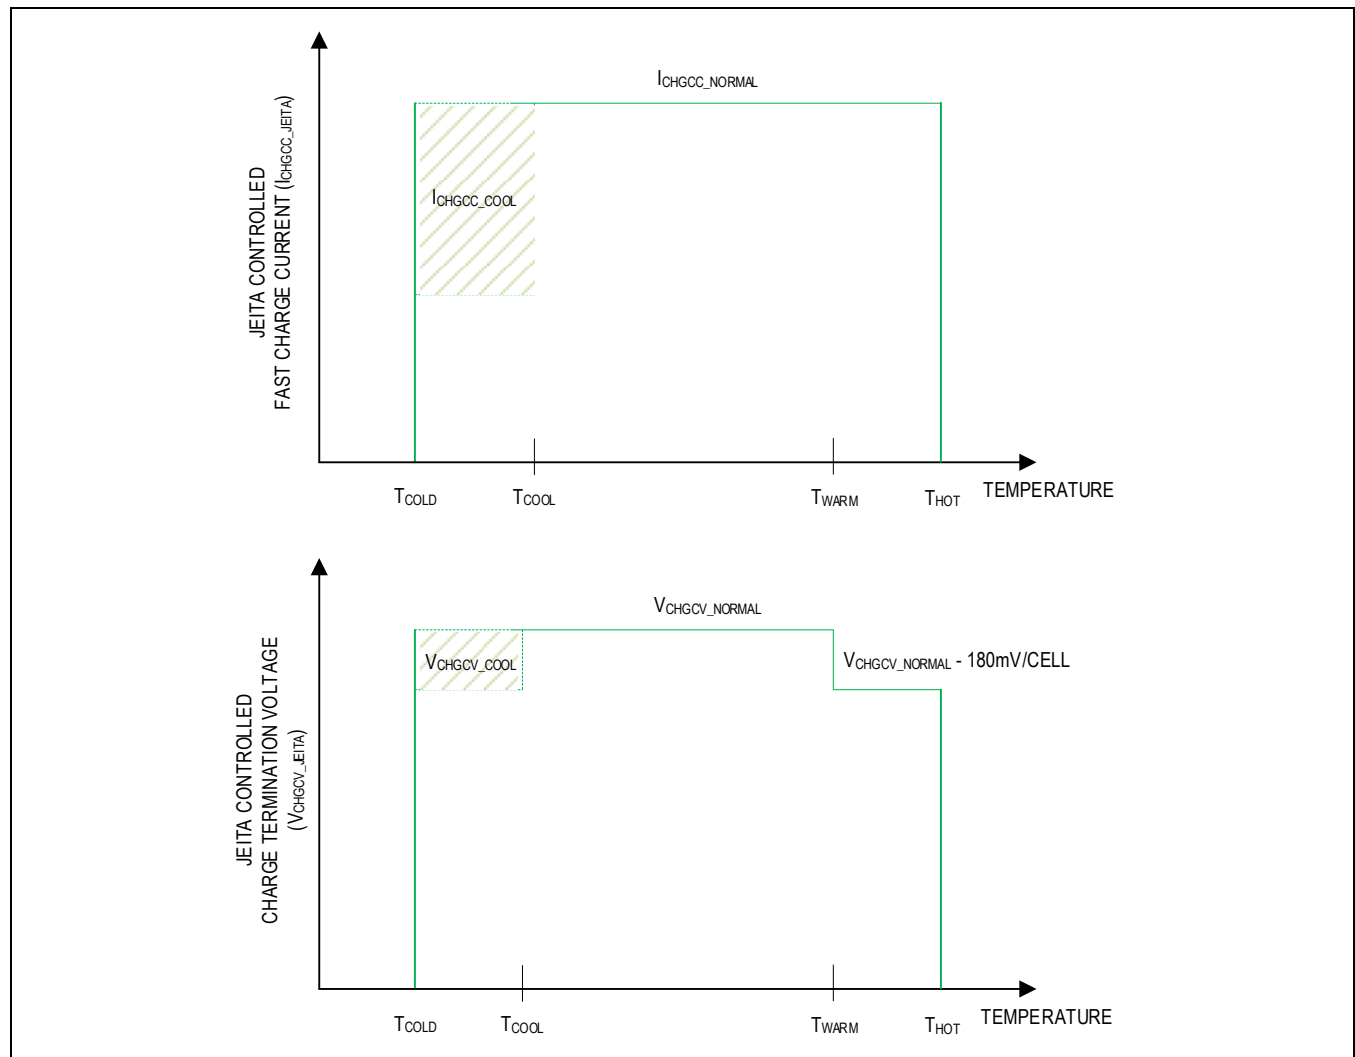 ICHGCC_NORMAL
JEITA CONTROLLED
FAST CHARGE CURRENT (ICHGCC_JEITA)
ICHGCC_COOL
TCOLD
TCOOL
TWARM
THOT
TEMPERATURE
VCHGCV_NORMAL
JEITA CONTROLLED
CHARGE TERMINATION VOLTAGE
(VCHGCV_JEITA)
VCHGCV_COOL
VCHGCV_NORMAL - 180mV/CELL
TCOLD
TCOOL
TWARM
THOT
TEMPERATURE